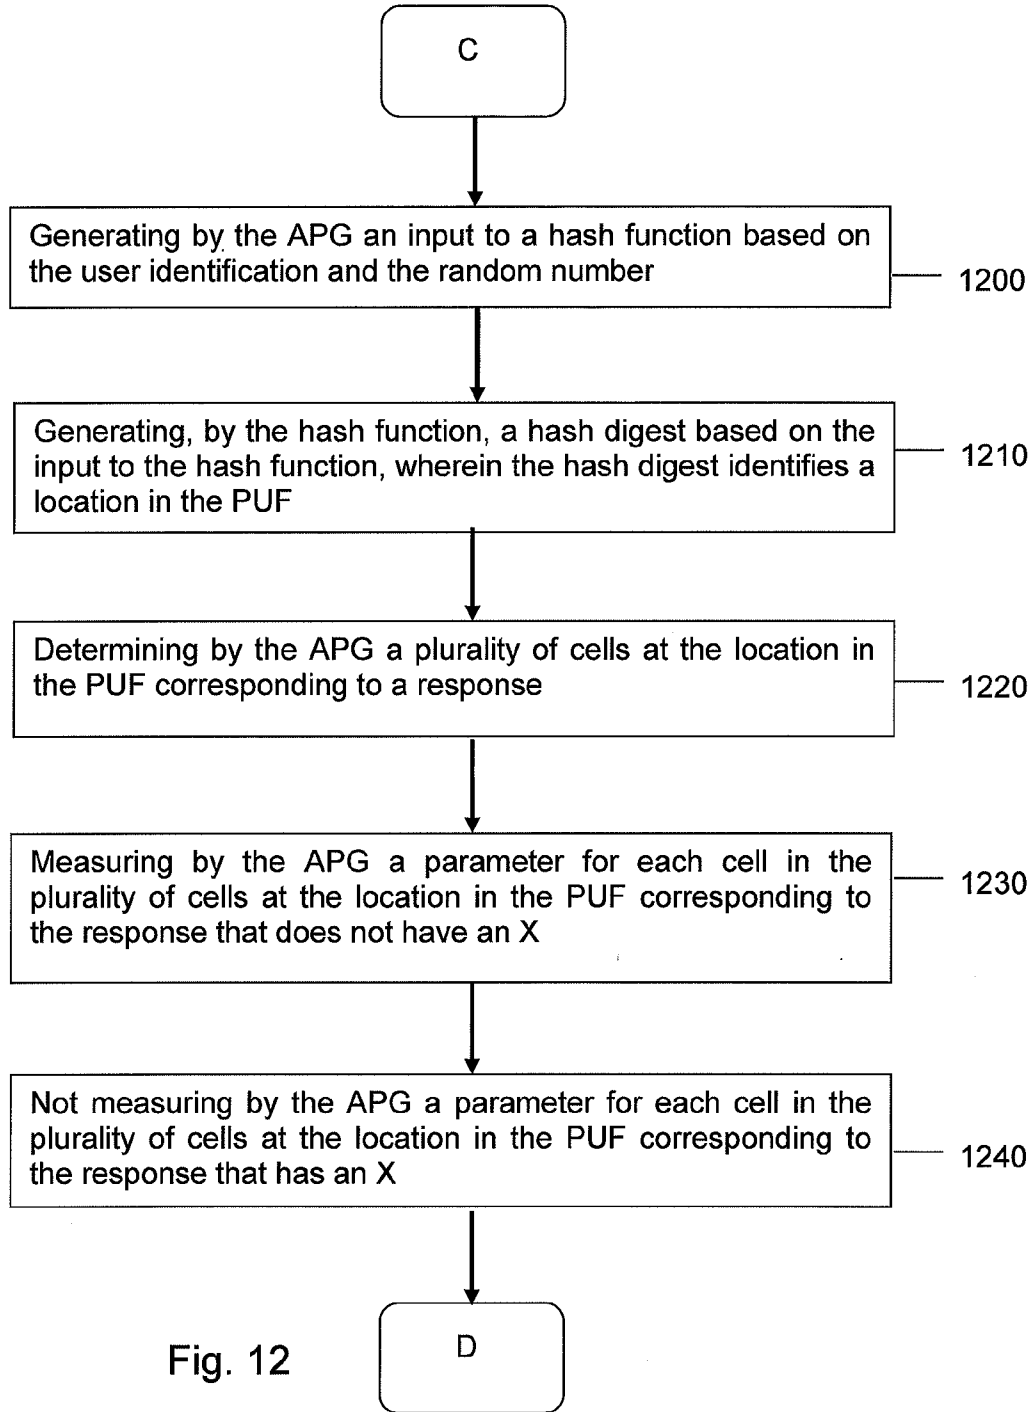 C
Generating by the APG an input to a hash function based on
the user identification and the random number
1200
Generating, by the hash function, a hash digest based on the
input to the hash function, wherein the hash digest identifies a
location in the PUF
1210
Determining by the APG a plurality of cells at the location in
the PUF corresponding to a response
1220
Measuring by the APG a parameter for each cell in the
plurality of cells at the location in the PUF corresponding to
the response that does not have an X
1230
Not measuring by the APG a parameter for each cell in the
plurality of cells at the location in the PUF corresponding to
the response that has an X
1240
D
Fig. 12